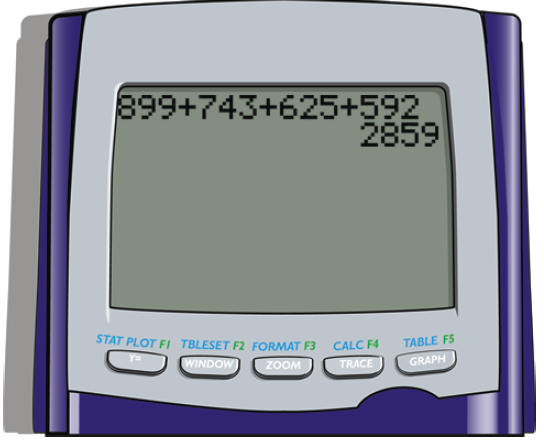 899+743+625+592
2859
STAT PLOT F1 TBLESET F2 FORMAT F3 CALC F4 TABLE F5
Y= WINDOW ZOOM TRACE GRAPH